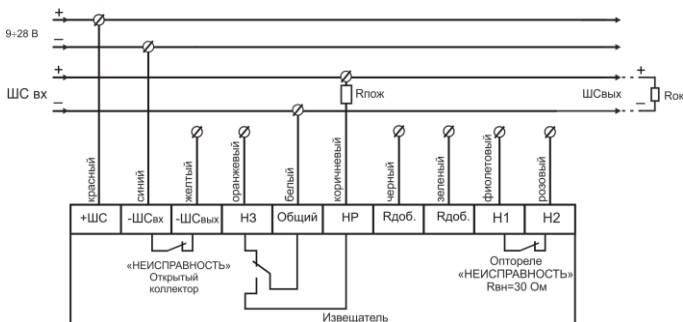 +
9÷28 В
–
+
ШС вх
–
Rпож
ШСвых
+
–
Rок
красный
синий
желтый
оранжевый
белый
коричневый
черный
зеленый
фиолетовый
розовый
+ШС
-ШСвх
-ШСвых
НЗ
Общий
НР
Rдоб.
Rдоб.
Н1
Н2
«НЕИСПРАВНОСТЬ»
Открытый
коллектор
Оптореле
«НЕИСПРАВНОСТЬ»
Rвн=30 Ом
Извещатель